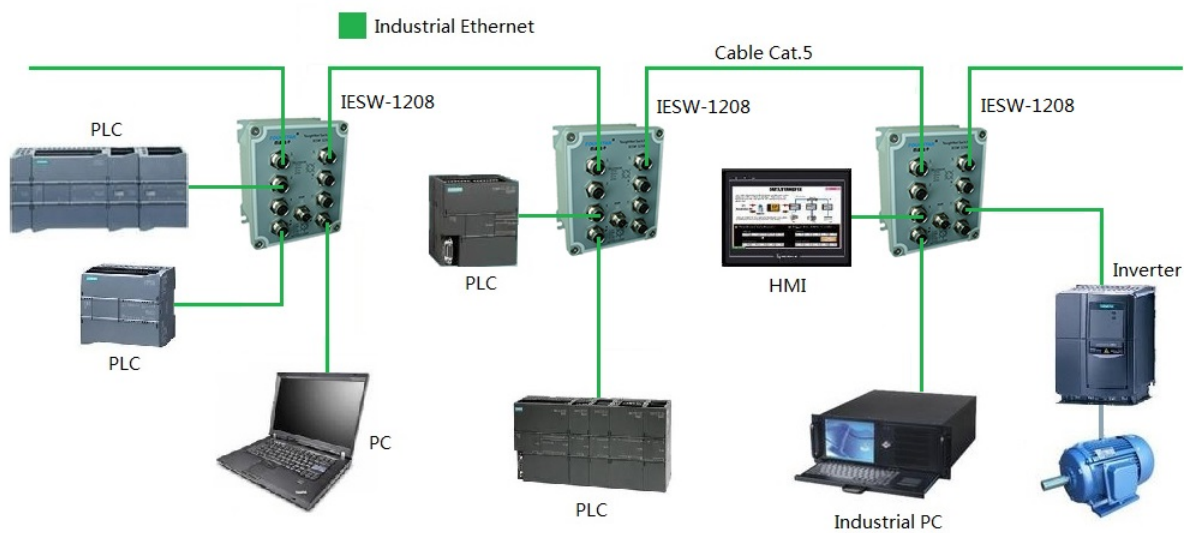 Industrial Ethernet
Cable Cat.5
IESW-1208
IESW-1208
IESW-1208
PLC
PLC
HMI
Inverter
PLC
PC
PLC
Industrial PC